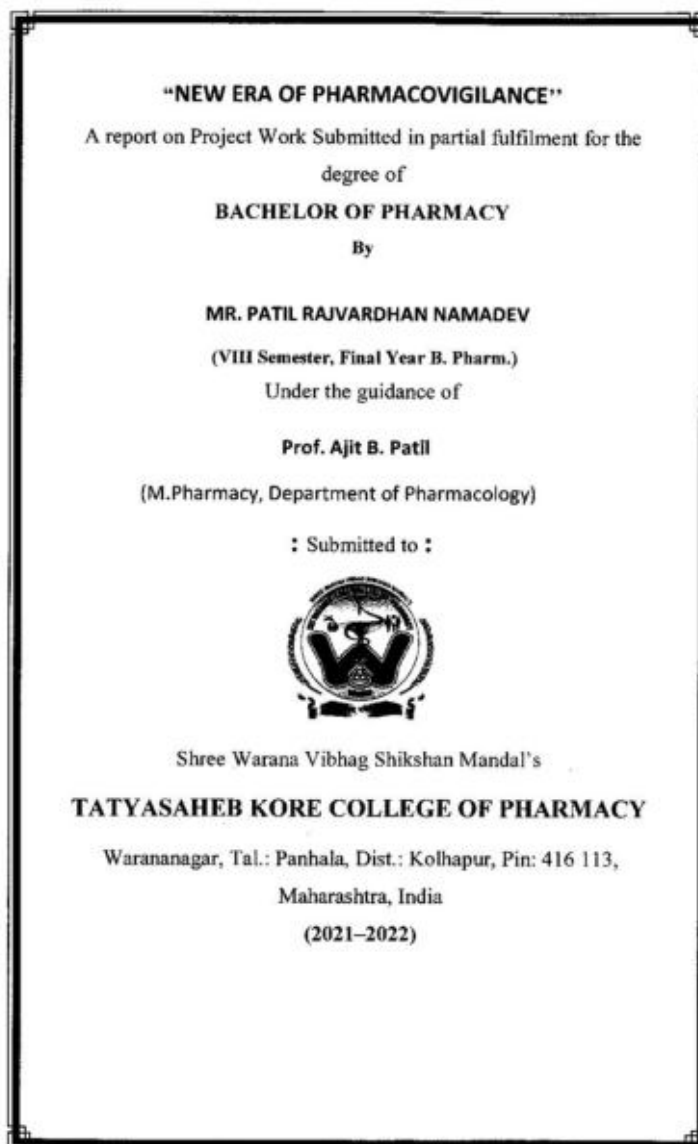 “NEW ERA OF PHARMACOVIGILANCE”
A report on Project Work Submitted in partial fulfilment for the
degree of
BACHELOR OF PHARMACY
By
MR. PATIL RAJVARDHAN NAMADEV
(VIII Semester, Final Year B. Pharm.)
Under the guidance of
Prof. Ajit B. Patil
(M.Pharmacy, Department of Pharmacology)
: Submitted to :
Shree Warana Vibhag Shikshan Mandal's
TATYASAHEB KORE COLLEGE OF PHARMACY
Warananagar, Tal.: Panhala, Dist.: Kolhapur, Pin: 416 113,
Maharashtra, India
(2021–2022)